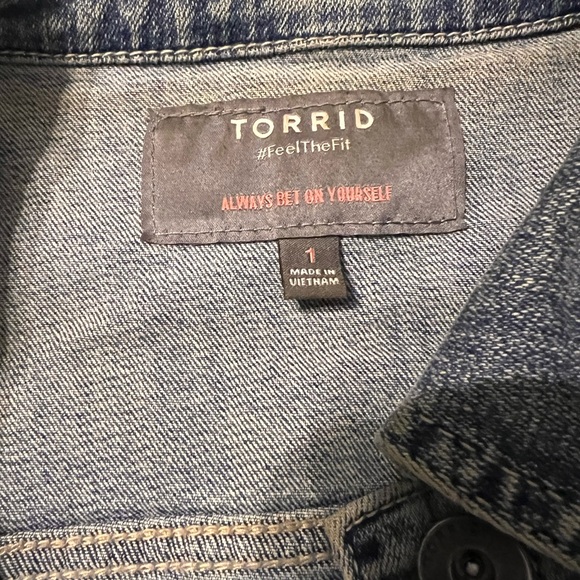 TORRID
#FeelTheFit
ALWAYS BET ON YOURSELF
1
MADE IN
VIETNAM